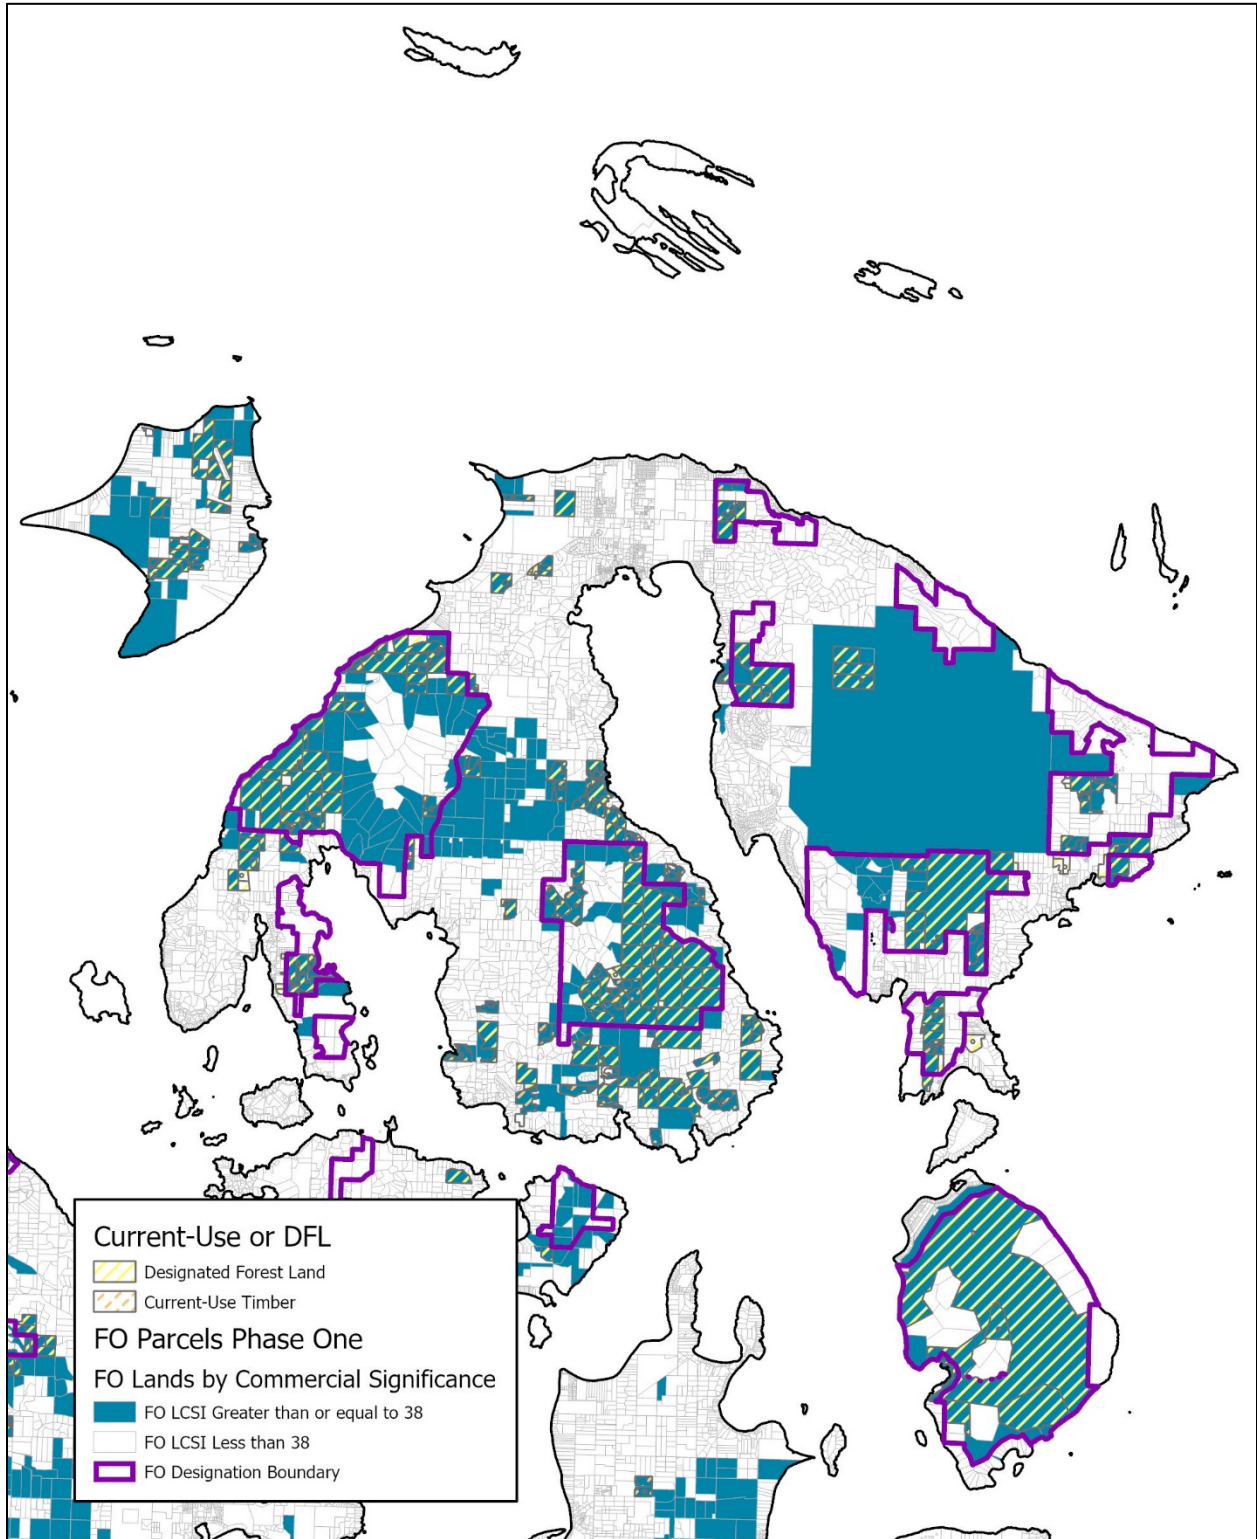 Current-Use or DFL
Designated Forest Land
Current-Use Timber
FO Parcels Phase One
FO Lands by Commercial Significance
FO LCSI Greater than or equal to 38
FO LCSI Less than 38
FO Designation Boundary